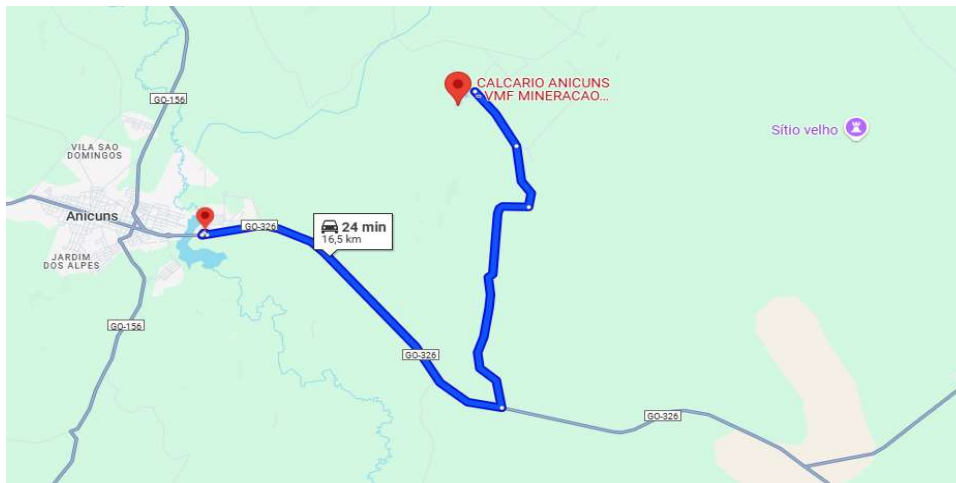 GO-156
CALCARIO ANICUNS
- VMF MINERACAO...
Sítio velho
VILA SAO
DOMINGOS
Anicuns
GO-326
24 min
16,5 km
JARDIM
DOS ALPES
GO-156
GO-326
GO-326